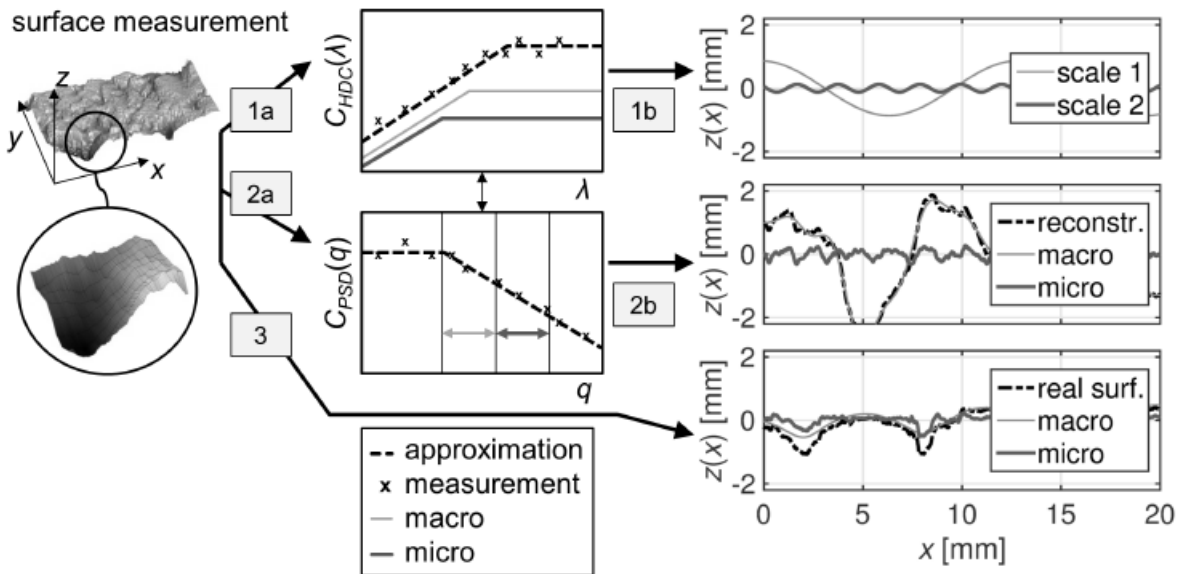 surface measurement
z
y
x
1a
2a
3
C_HDC(λ)
λ
C_PSD(q)
q
approximation
x measurement
macro
micro
1b
2b
z(x) [mm]
2
0
-2
scale 1
scale 2
z(x) [mm]
2
0
-2
reconstr.
macro
micro
z(x) [mm]
2
0
-2
real surf.
macro
micro
0 5 10 15 20
x [mm]